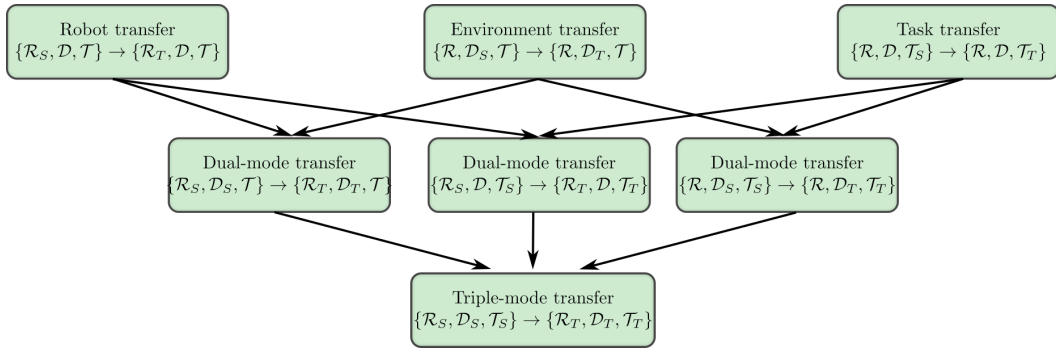 Robot transfer
{ℛ_S, 𝒟, 𝒯} → {ℛ_T, 𝒟, 𝒯}
Environment transfer
{ℛ, 𝒟_S, 𝒯} → {ℛ, 𝒟_T, 𝒯}
Task transfer
{ℛ, 𝒟, 𝒯_S} → {ℛ, 𝒟, 𝒯_T}
Dual-mode transfer
{ℛ_S, 𝒟_S, 𝒯} → {ℛ_T, 𝒟_T, 𝒯}
Dual-mode transfer
{ℛ_S, 𝒟, 𝒯_S} → {ℛ_T, 𝒟, 𝒯_T}
Dual-mode transfer
{ℛ, 𝒟_S, 𝒯_S} → {ℛ, 𝒟_T, 𝒯_T}
Triple-mode transfer
{ℛ_S, 𝒟_S, 𝒯_S} → {ℛ_T, 𝒟_T, 𝒯_T}